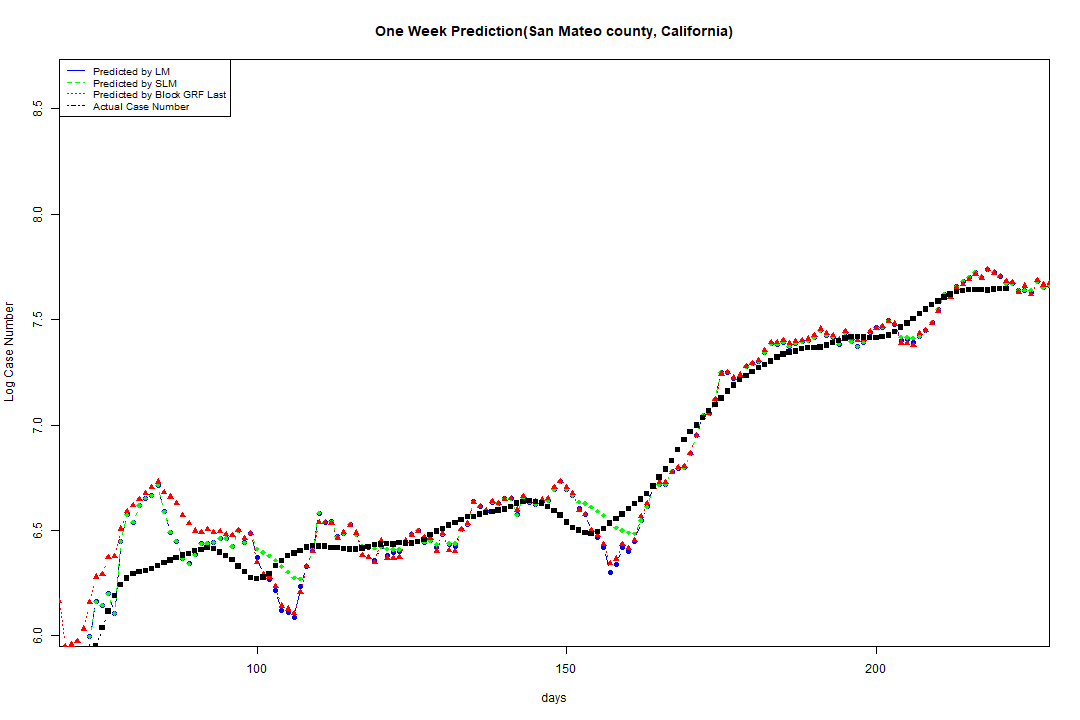 One Week Prediction(San Mateo county, California)
Predicted by LM
Predicted by SLM
Predicted by Block GRF Last
Actual Case Number
8.5
8.0
7.5
7.0
6.5
6.0
Log Case Number
100 150 200
days